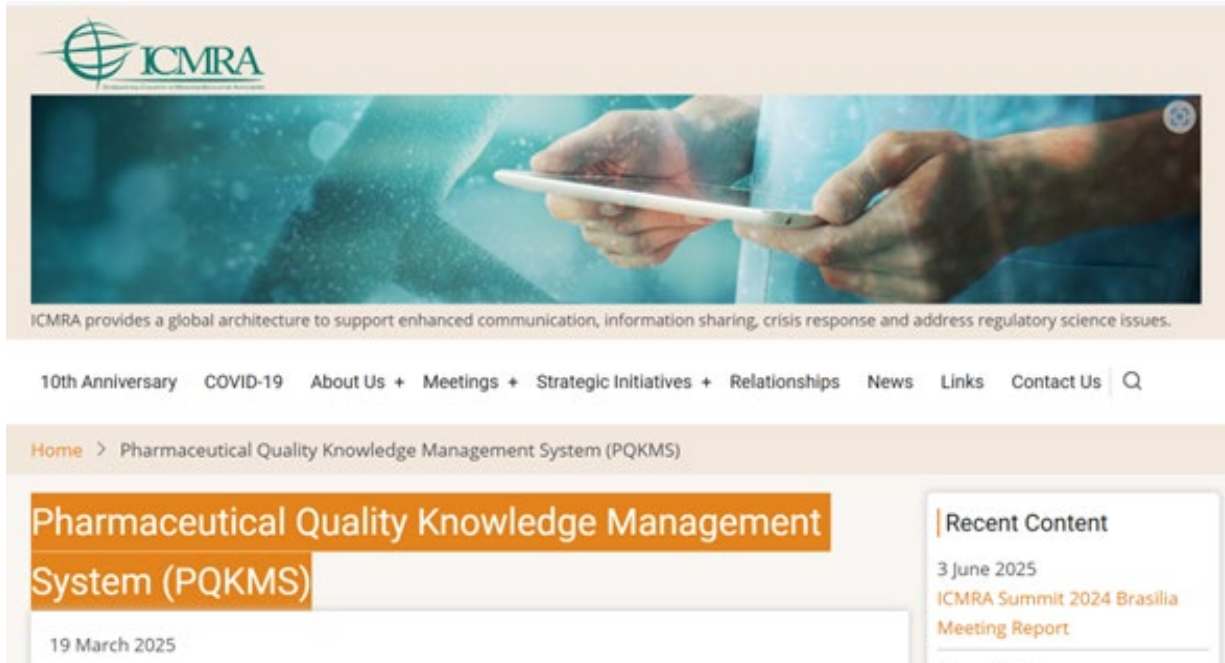 ICMRA
ICMRA provides a global architecture to support enhanced communication, information sharing, crisis response and address regulatory science issues.
10th Anniversary COVID-19 About Us + Meetings + Strategic Initiatives + Relationships News Links Contact Us
Home > Pharmaceutical Quality Knowledge Management System (PQKMS)
Pharmaceutical Quality Knowledge Management
System (PQKMS)
19 March 2025
Recent Content
3 June 2025
ICMRA Summit 2024 Brasilia
Meeting Report